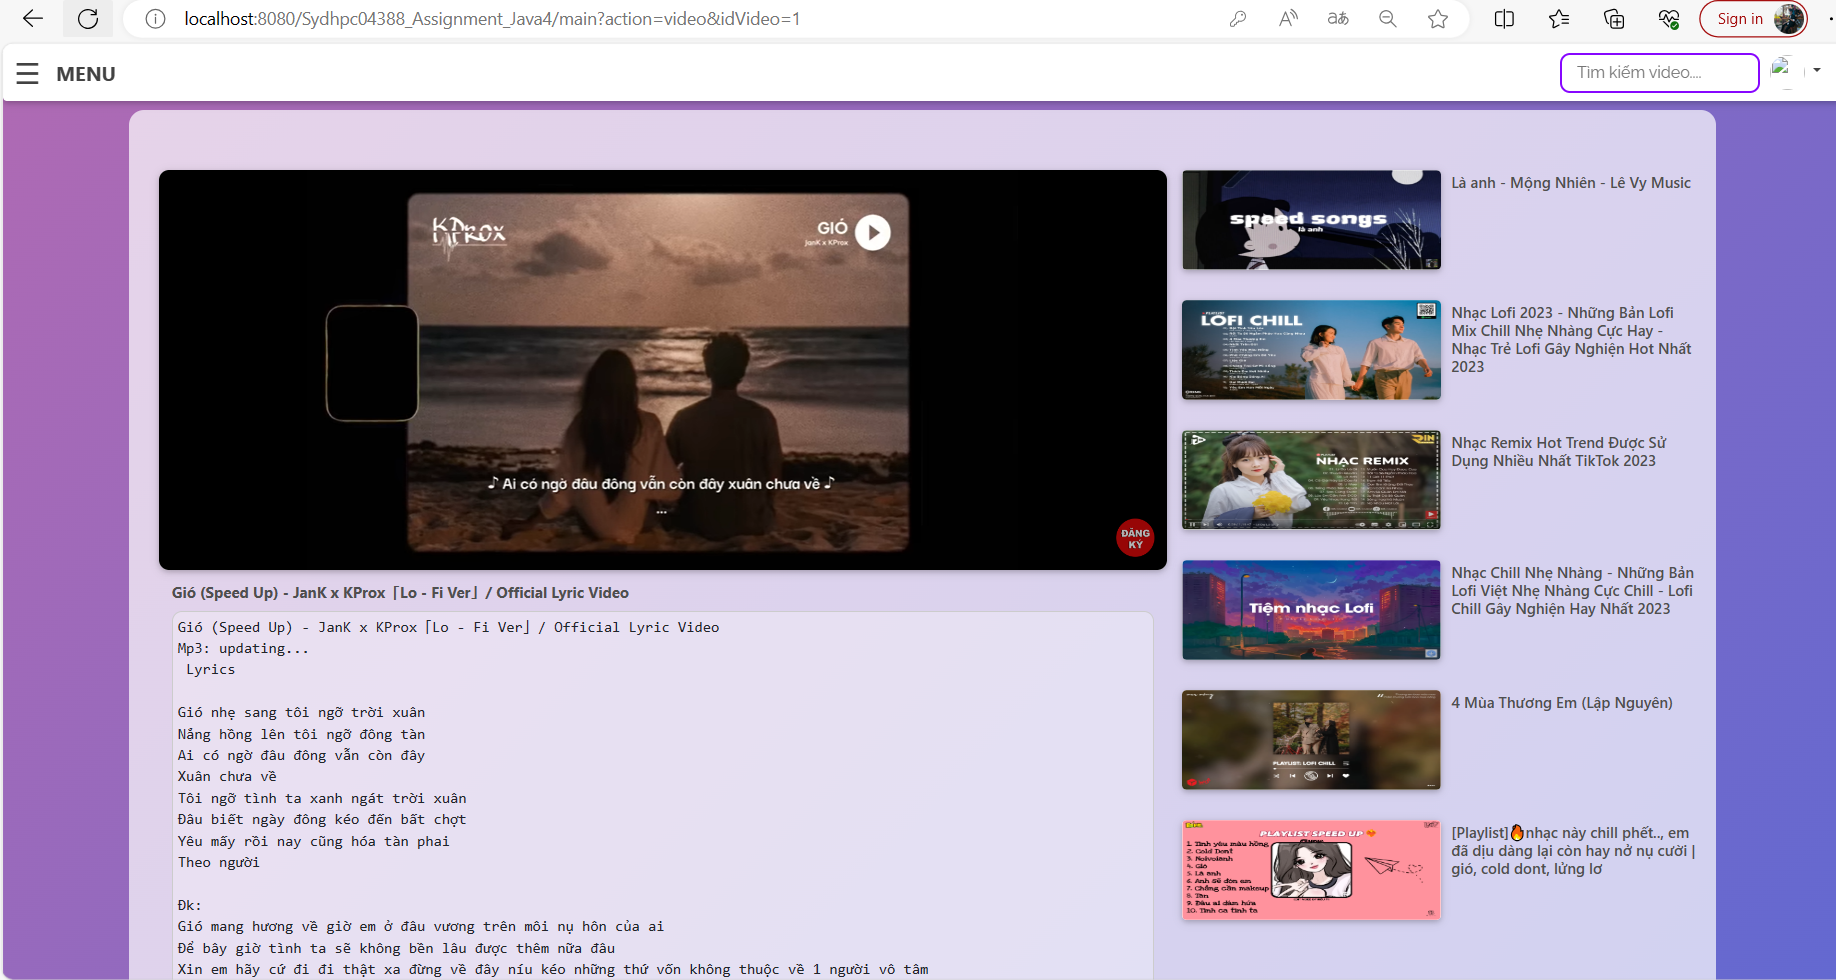 localhost:8080/Sydhpc04388_Assignment_Java4/main?action=video&idVideo=1
Sign in
MENU
Tìm kiếm video....
KProx
GIÓ
JanK x KProx
♪ Ai có ngờ đâu đông vẫn còn đây xuân chưa về ♪
...
ĐĂNG
KÝ
Gió (Speed Up) - JanK x KProx「Lo - Fi Ver」/ Official Lyric Video
Gió (Speed Up) - JanK x KProx「Lo - Fi Ver」/ Official Lyric Video
Mp3: updating...
Lyrics
Gió nhẹ sang tôi ngỡ trời xuân
Nắng hồng lên tôi ngỡ đông tàn
Ai có ngờ đâu đông vẫn còn đây
Xuân chưa về
Tôi ngỡ tình ta xanh ngát trời xuân
Đâu biết ngày đông kéo đến bất chợt
Yêu mấy rồi nay cũng hóa tàn phai
Theo người
Đk:
Gió mang hương về giờ em ở đâu vương trên môi nụ hôn của ai
Để bây giờ tình ta sẽ không bền lâu được thêm nữa đâu
Xin em hãy cứ đi đi thật xa đừng về đây níu kéo những thứ vốn không thuộc về 1 người vô tâm
speed songs
là anh
Là anh - Mộng Nhiên - Lê Vy Music
LOFI CHILL
Nhạc Lofi 2023 - Những Bản Lofi
Mix Chill Nhẹ Nhàng Cực Hay -
Nhạc Trẻ Lofi Gây Nghiện Hot Nhất
2023
NHẠC REMIX
Nhạc Remix Hot Trend Được Sử
Dụng Nhiều Nhất TikTok 2023
Tiệm nhạc Lofi
Nhạc Chill Nhẹ Nhàng - Những Bản
Lofi Việt Nhẹ Nhàng Cực Chill - Lofi
Chill Gây Nghiện Hay Nhất 2023
PLAYLIST: LOFI CHILL
4 Mùa Thương Em (Lập Nguyên)
PLAYLIST SPEED UP
1. Tình yêu màu hồng
2. Cold Dont
3. Noivoianh
4. Gió
5. Là anh
6. Anh sẽ đón em
7. Chẳng cần makeup
8. Tàn
9. Đâu ai dám hứa
10. Tình ca tình ta
[Playlist]🔥nhạc này chill phết.., em
đã dịu dàng lại còn hay nở nụ cười |
gió, cold dont, lửng lơ